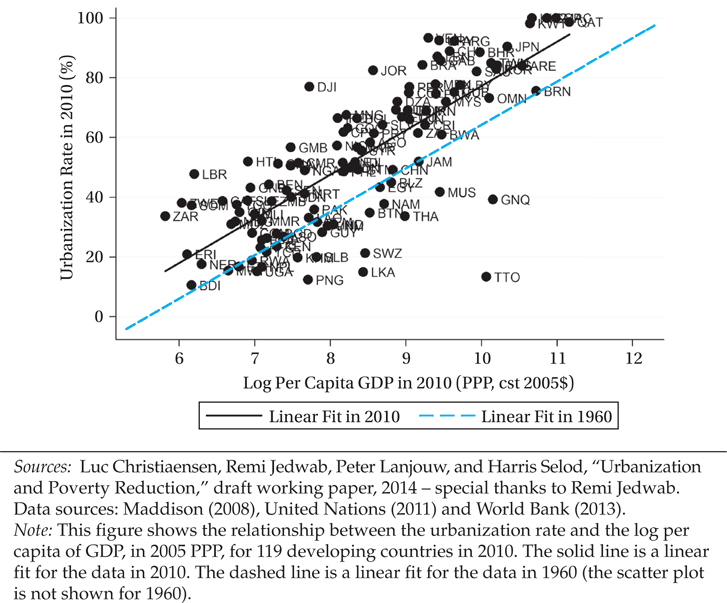 Urbanization Rate in 2010 (%)
100
80
60
40
20
0
QAT
KWT
JPN
ARG
BHR
BRA
JOR
DJI
ARE
BRN
OMN
MYS
DZA
MNG
BWA
GMB
HTI
LBR
CHN
JAM
BLZ
EGY
MUS
GNQ
BEN
ZAR
PAK
NAM
BTN
THA
GUY
MMR
ERI
NER
BDI
RWA
UGA
SLB
SWZ
LKA
PNG
TTO
6
7
8
9
10
11
12
Log Per Capita GDP in 2010 (PPP, cst 2005$)
Linear Fit in 2010
Linear Fit in 1960
Sources: Luc Christiaensen, Remi Jedwab, Peter Lanjouw, and Harris Selod, “Urbanization
and Poverty Reduction,” draft working paper, 2014 – special thanks to Remi Jedwab.
Data sources: Maddison (2008), United Nations (2011) and World Bank (2013).
Note: This figure shows the relationship between the urbanization rate and the log per
capita of GDP, in 2005 PPP, for 119 developing countries in 2010. The solid line is a linear
fit for the data in 2010. The dashed line is a linear fit for the data in 1960 (the scatter plot
is not shown for 1960).